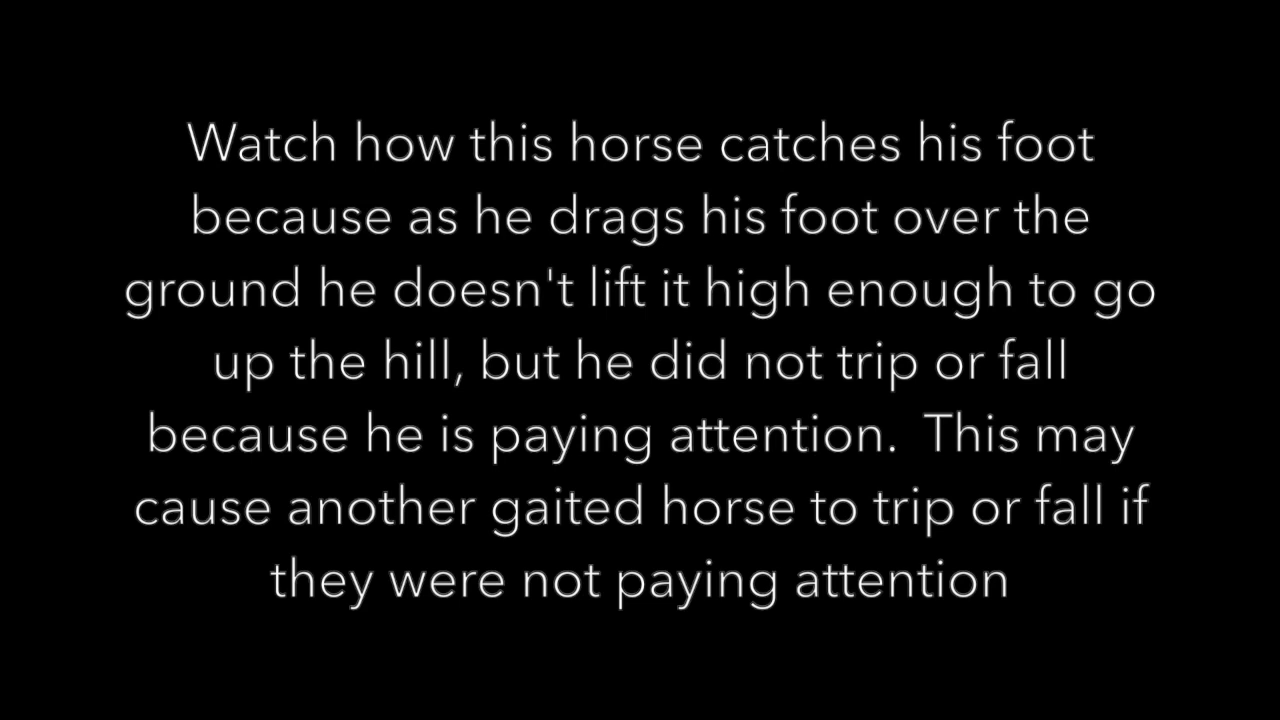 Watch how this horse catches his foot
because as he drags his foot over the
ground he doesn't lift it high enough to go
up the hill, but he did not trip or fall
because he is paying attention.  This may
cause another gaited horse to trip or fall if
they were not paying attention